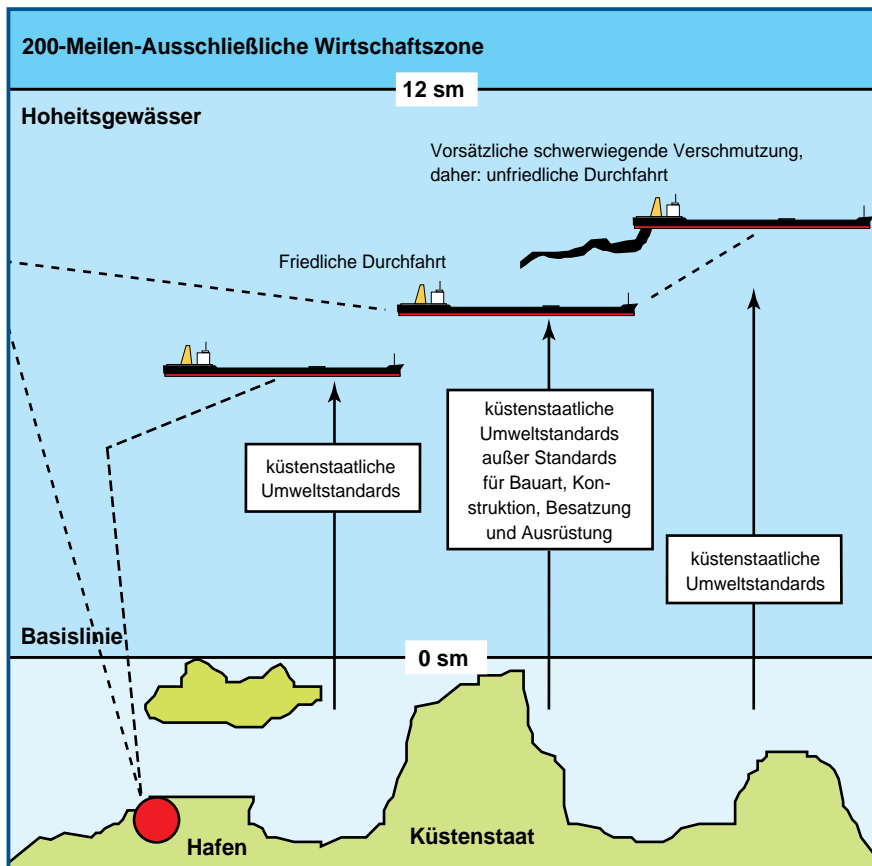 200-Meilen-Ausschließliche Wirtschaftszone
12 sm
Hoheitsgewässer
Vorsätzliche schwerwiegende Verschmutzung,
daher: unfriedliche Durchfahrt
Friedliche Durchfahrt
küstenstaatliche
Umweltstandards
küstenstaatliche
Umweltstandards
außer Standards
für Bauart, Kon-
struktion, Besatzung
und Ausrüstung
küstenstaatliche
Umweltstandards
Basislinie
0 sm
Hafen
Küstenstaat